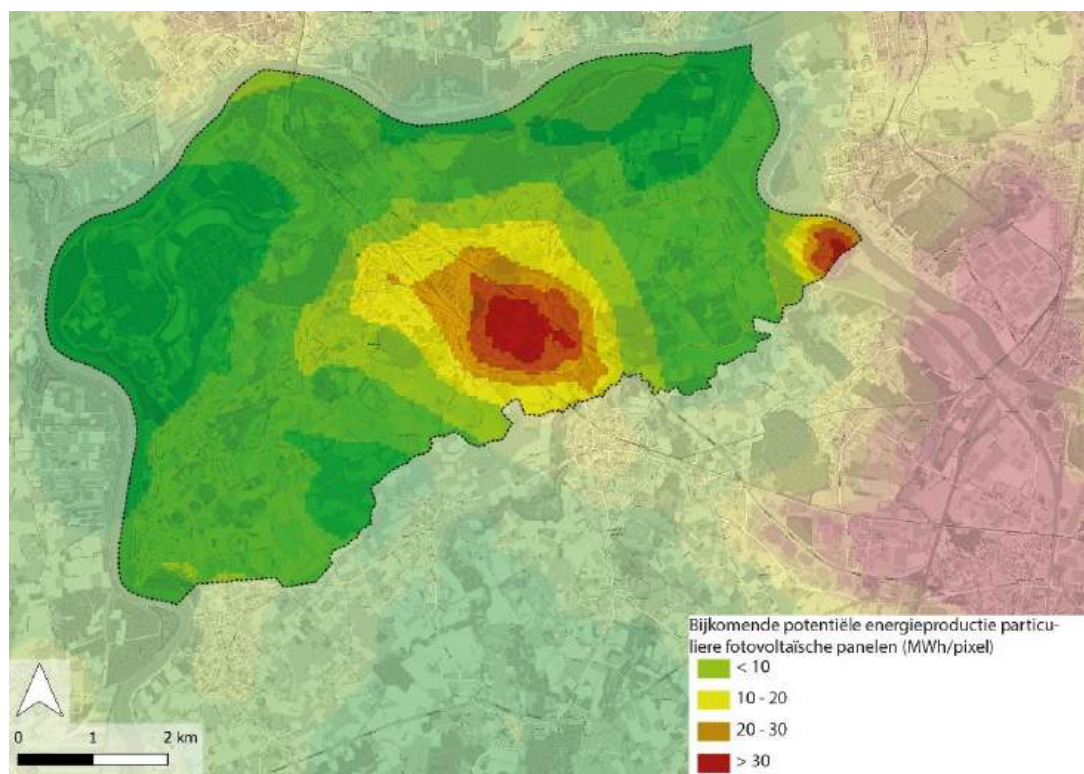 Bijkomende potentiële energieproductie particu-
liere fotovoltaïsche panelen (MWh/pixel)
< 10
10 - 20
20 - 30
> 30
0 1 2 km